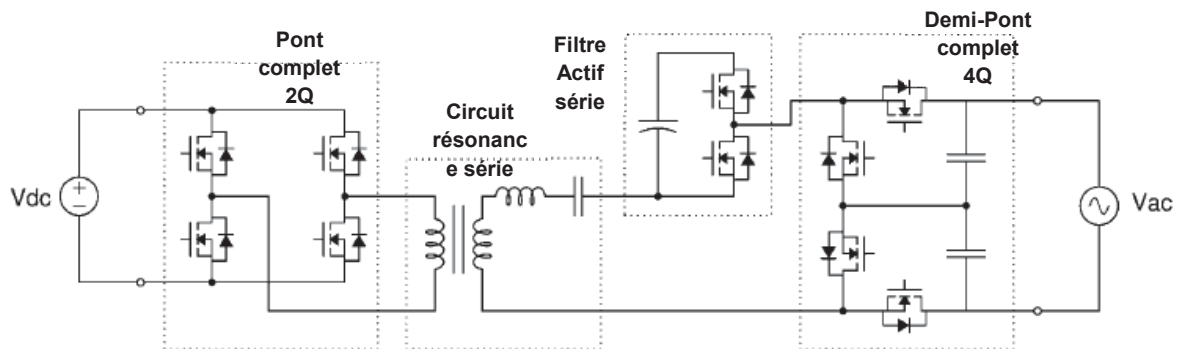 Pont
complet
2Q
Circuit
résonanc
e série
Filtre
Actif
série
Demi-Pont
complet
4Q
Vdc
Vac